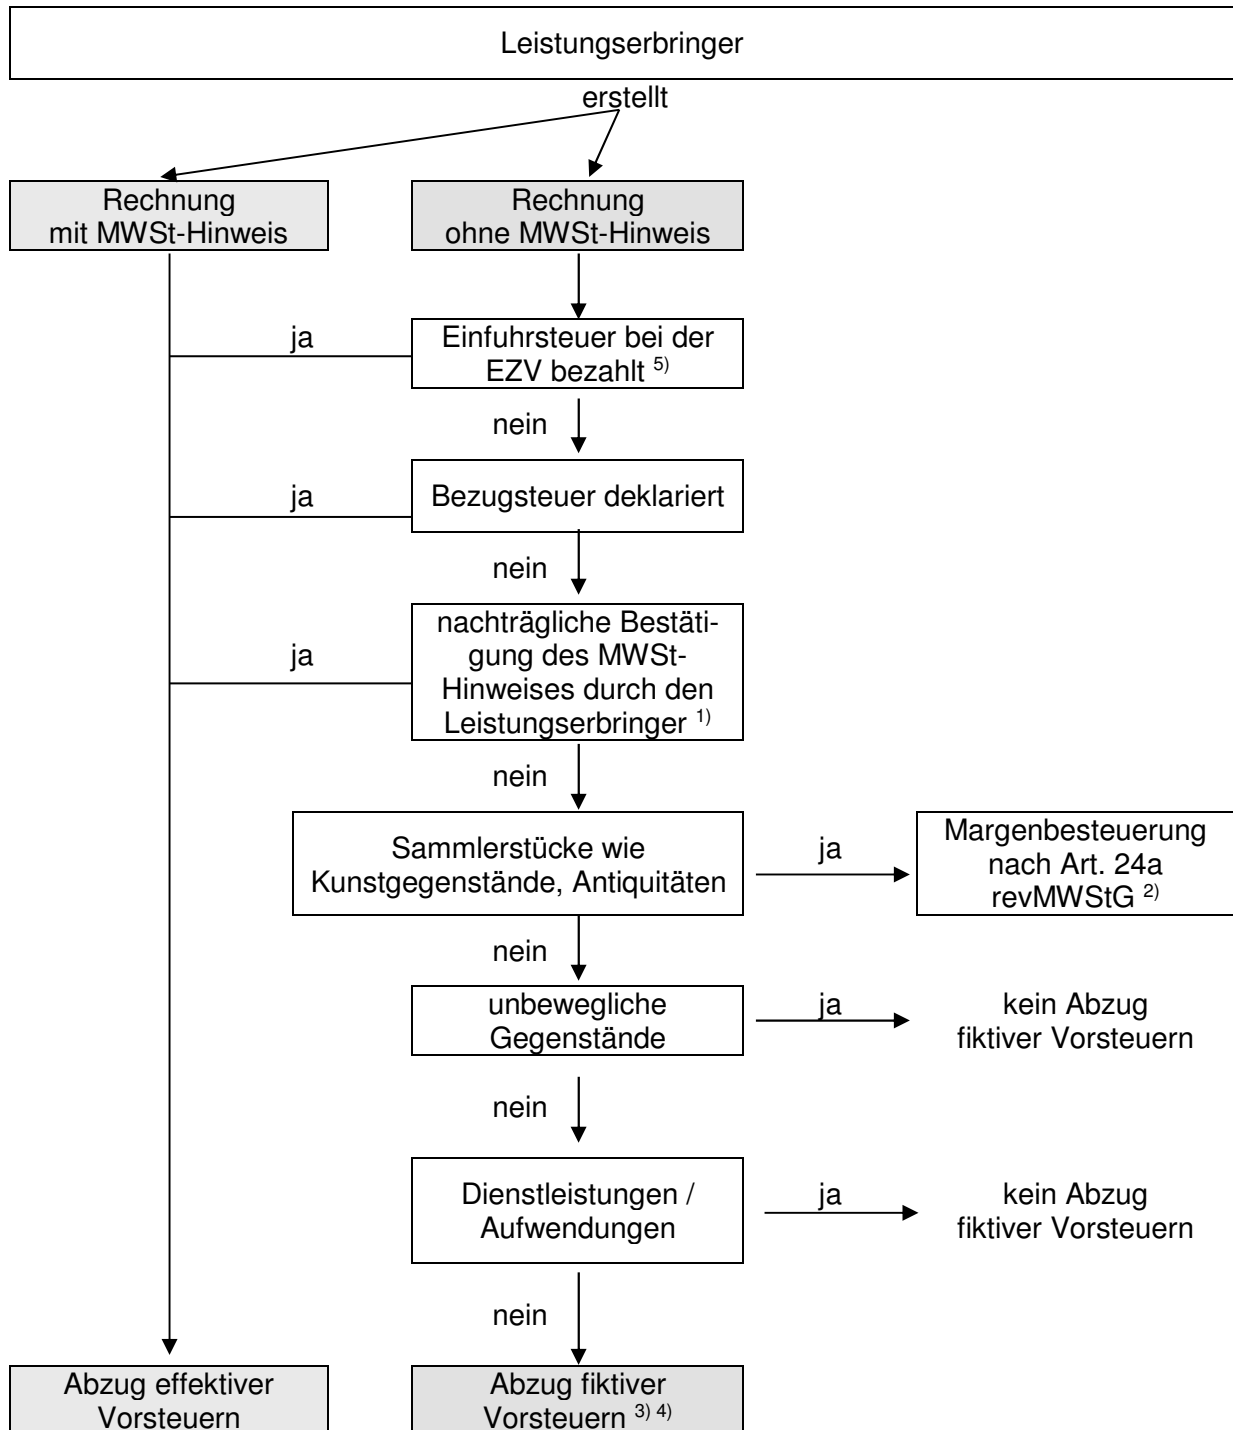 Leistungserbringer
erstellt
Rechnung
mit MWSt-Hinweis
Rechnung
ohne MWSt-Hinweis
ja
Einfuhrsteuer bei der
EZV bezahlt 5)
nein
ja
Bezugsteuer deklariert
nein
ja
nachträgliche Bestäti-
gung des MWSt-
Hinweises durch den
Leistungserbringer 1)
nein
Sammlerstücke wie
Kunstgegenstände, Antiquitäten
ja
Margenbesteuerung
nach Art. 24a
revMWStG 2)
nein
unbewegliche
Gegenstände
ja
kein Abzug
fiktiver Vorsteuern
nein
Dienstleistungen /
Aufwendungen
ja
kein Abzug
fiktiver Vorsteuern
nein
Abzug effektiver
Vorsteuern
Abzug fiktiver
Vorsteuern 3) 4)